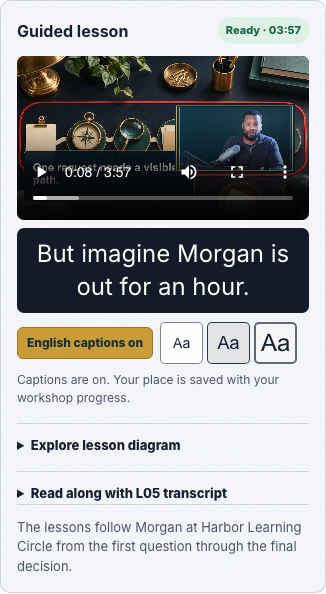 Guided lesson
Ready · 03:57
One request needs a visible
path.
0:08 / 3:57
But imagine Morgan is
out for an hour.
English captions on
Aa
Aa
Aa
Captions are on. Your place is saved with your
workshop progress.
Explore lesson diagram
Read along with L05 transcript
The lessons follow Morgan at Harbor Learning
Circle from the first question through the final
decision.